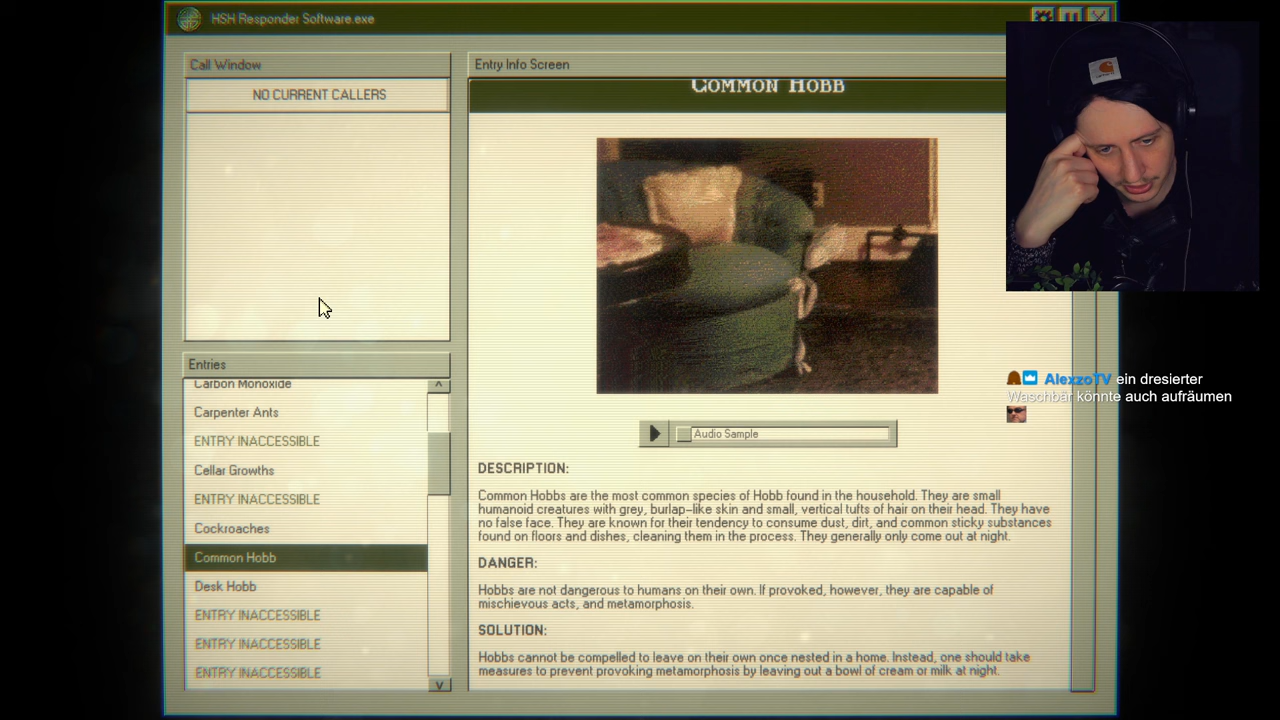 HSH Responder Software.exe
Call Window
NO CURRENT CALLERS
Entries
Carbon Monoxide
Carpenter Ants
ENTRY INACCESSIBLE
Cellar Growths
ENTRY INACCESSIBLE
Cockroaches
Common Hobb
Desk Hobb
ENTRY INACCESSIBLE
ENTRY INACCESSIBLE
ENTRY INACCESSIBLE
Entry Info Screen
COMMON HOBB
Audio Sample
DESCRIPTION:
Common Hobbs are the most common species of Hobb found in the household. They are small
humanoid creatures with grey, burlap-like skin and small, vertical tufts of hair on their head. They have
no false face. They are known for their tendency to consume dust, dirt, and common sticky substances
found on floors and dishes, cleaning them in the process. They generally only come out at night.
DANGER:
Hobbs are not dangerous to humans on their own. If provoked, however, they are capable of
mischievous acts, and metamorphosis.
SOLUTION:
Hobbs cannot be compelled to leave on their own once nested in a home. Instead, one should take
measures to prevent provoking metamorphosis by leaving out a bowl of cream or milk at night.
AlexzoTV ein dresierter
Waschbär könnte auch aufräumen